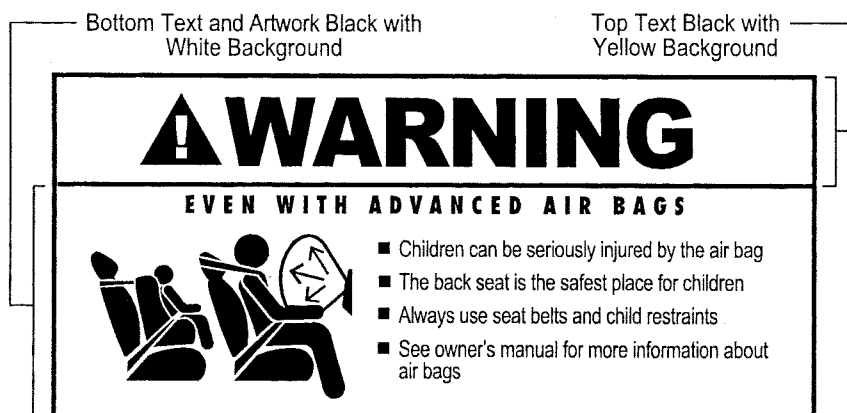 Bottom Text and Artwork Black with
White Background
Top Text Black with
Yellow Background
! WARNING
EVEN WITH ADVANCED AIR BAGS
■ Children can be seriously injured by the air bag
■ The back seat is the safest place for children
■ Always use seat belts and child restraints
■ See owner's manual for more information about
air bags